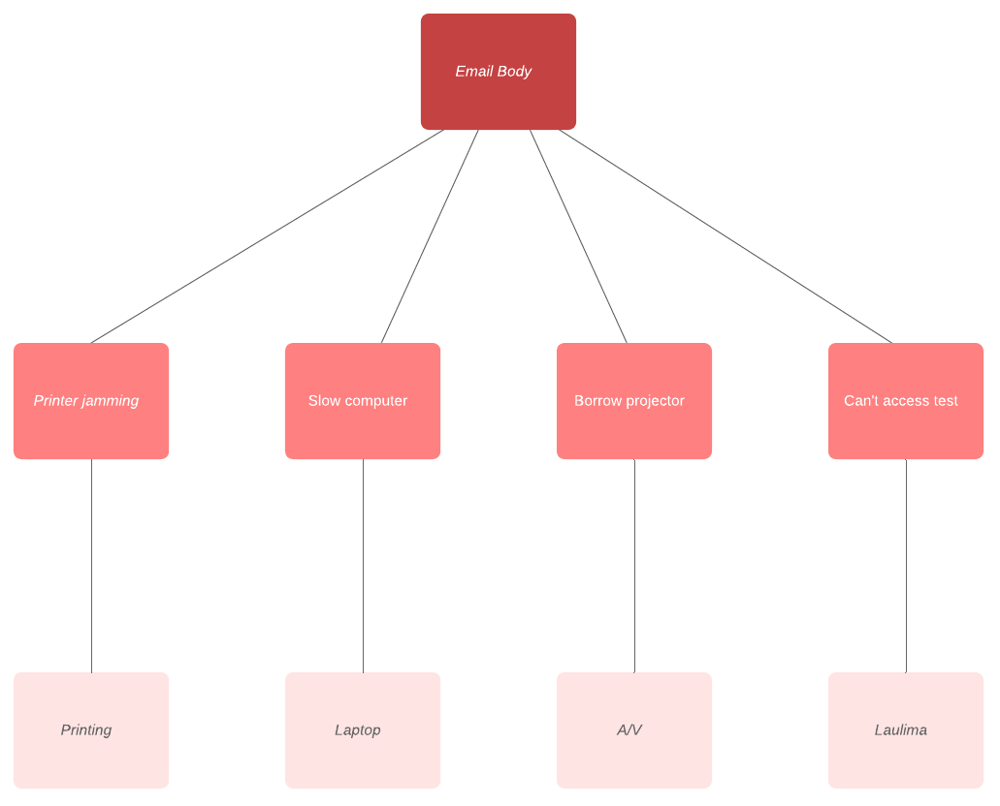 Email Body
Printer jamming
Slow computer
Borrow projector
Can't access test
Printing
Laptop
A/V
Laulima